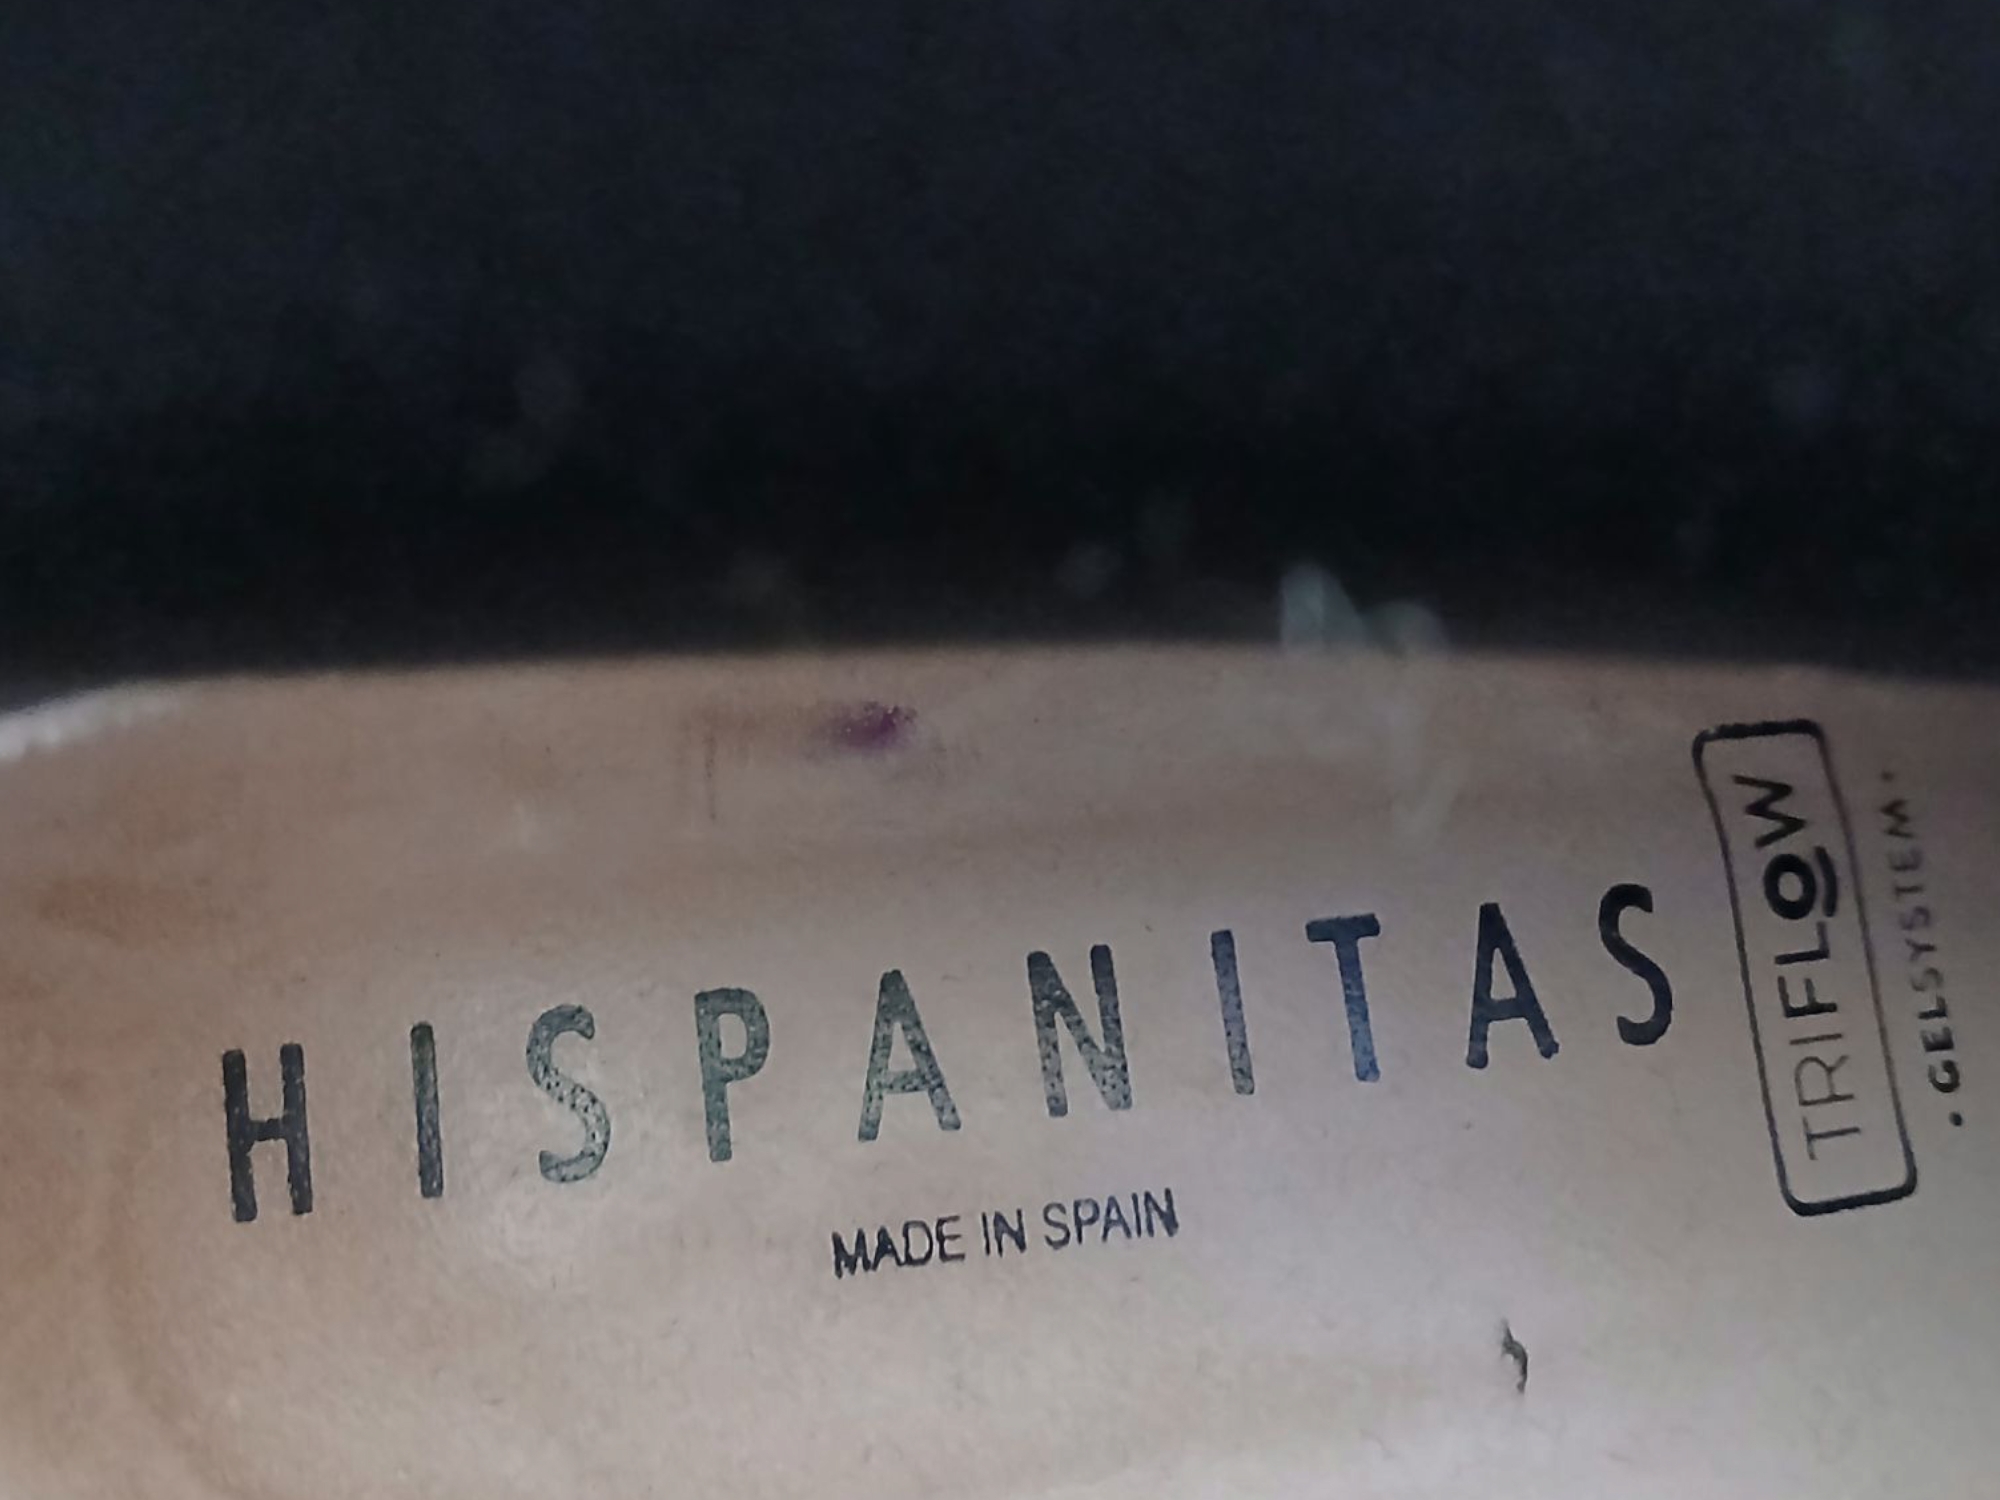 HISPANITAS
MADE IN SPAIN
TRIFLOW
• GELSYSTEM •